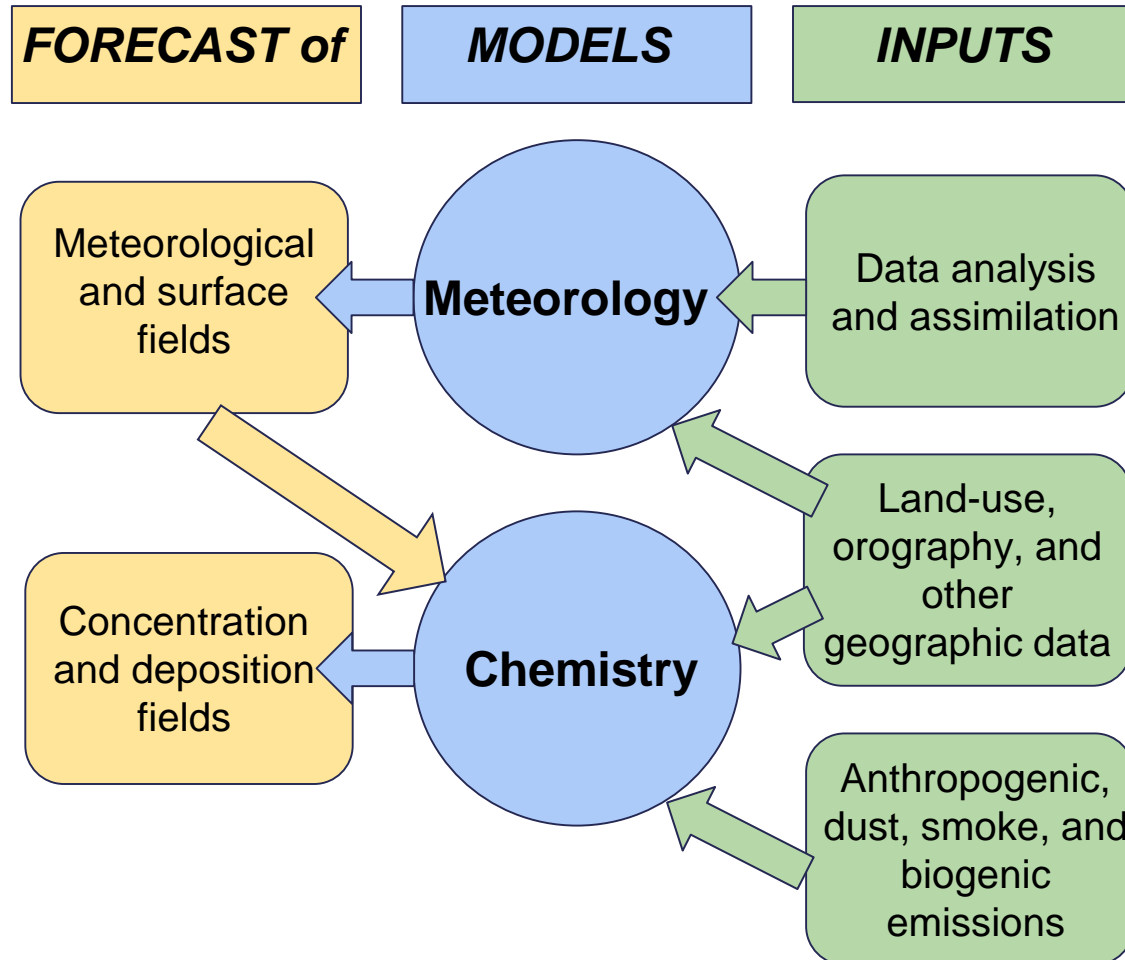 FORECAST of
MODELS
INPUTS
Meteorological
and surface
fields
Meteorology
Data analysis
and assimilation
Land-use,
orography, and
other
geographic data
Concentration
and deposition
fields
Chemistry
Anthropogenic,
dust, smoke, and
biogenic
emissions